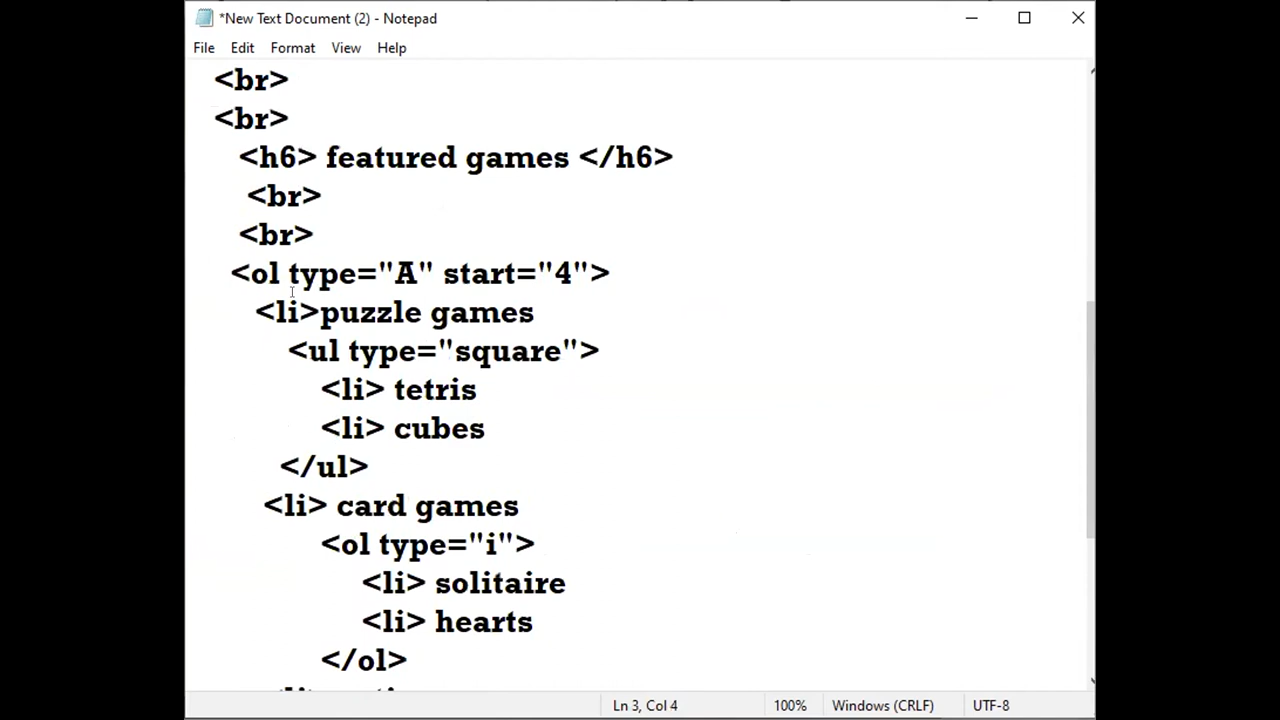 *New Text Document (2) - Notepad
File Edit Format View Help
<br>
<br>
<h6> featured games </h6>
<br>
<br>
<ol type="A" start="4">
<li>puzzle games
<ul type="square">
<li> tetris
<li> cubes
</ul>
<li> card games
<ol type="i">
<li> solitaire
<li> hearts
</ol>
Ln 3, Col 4 100% Windows (CRLF) UTF-8